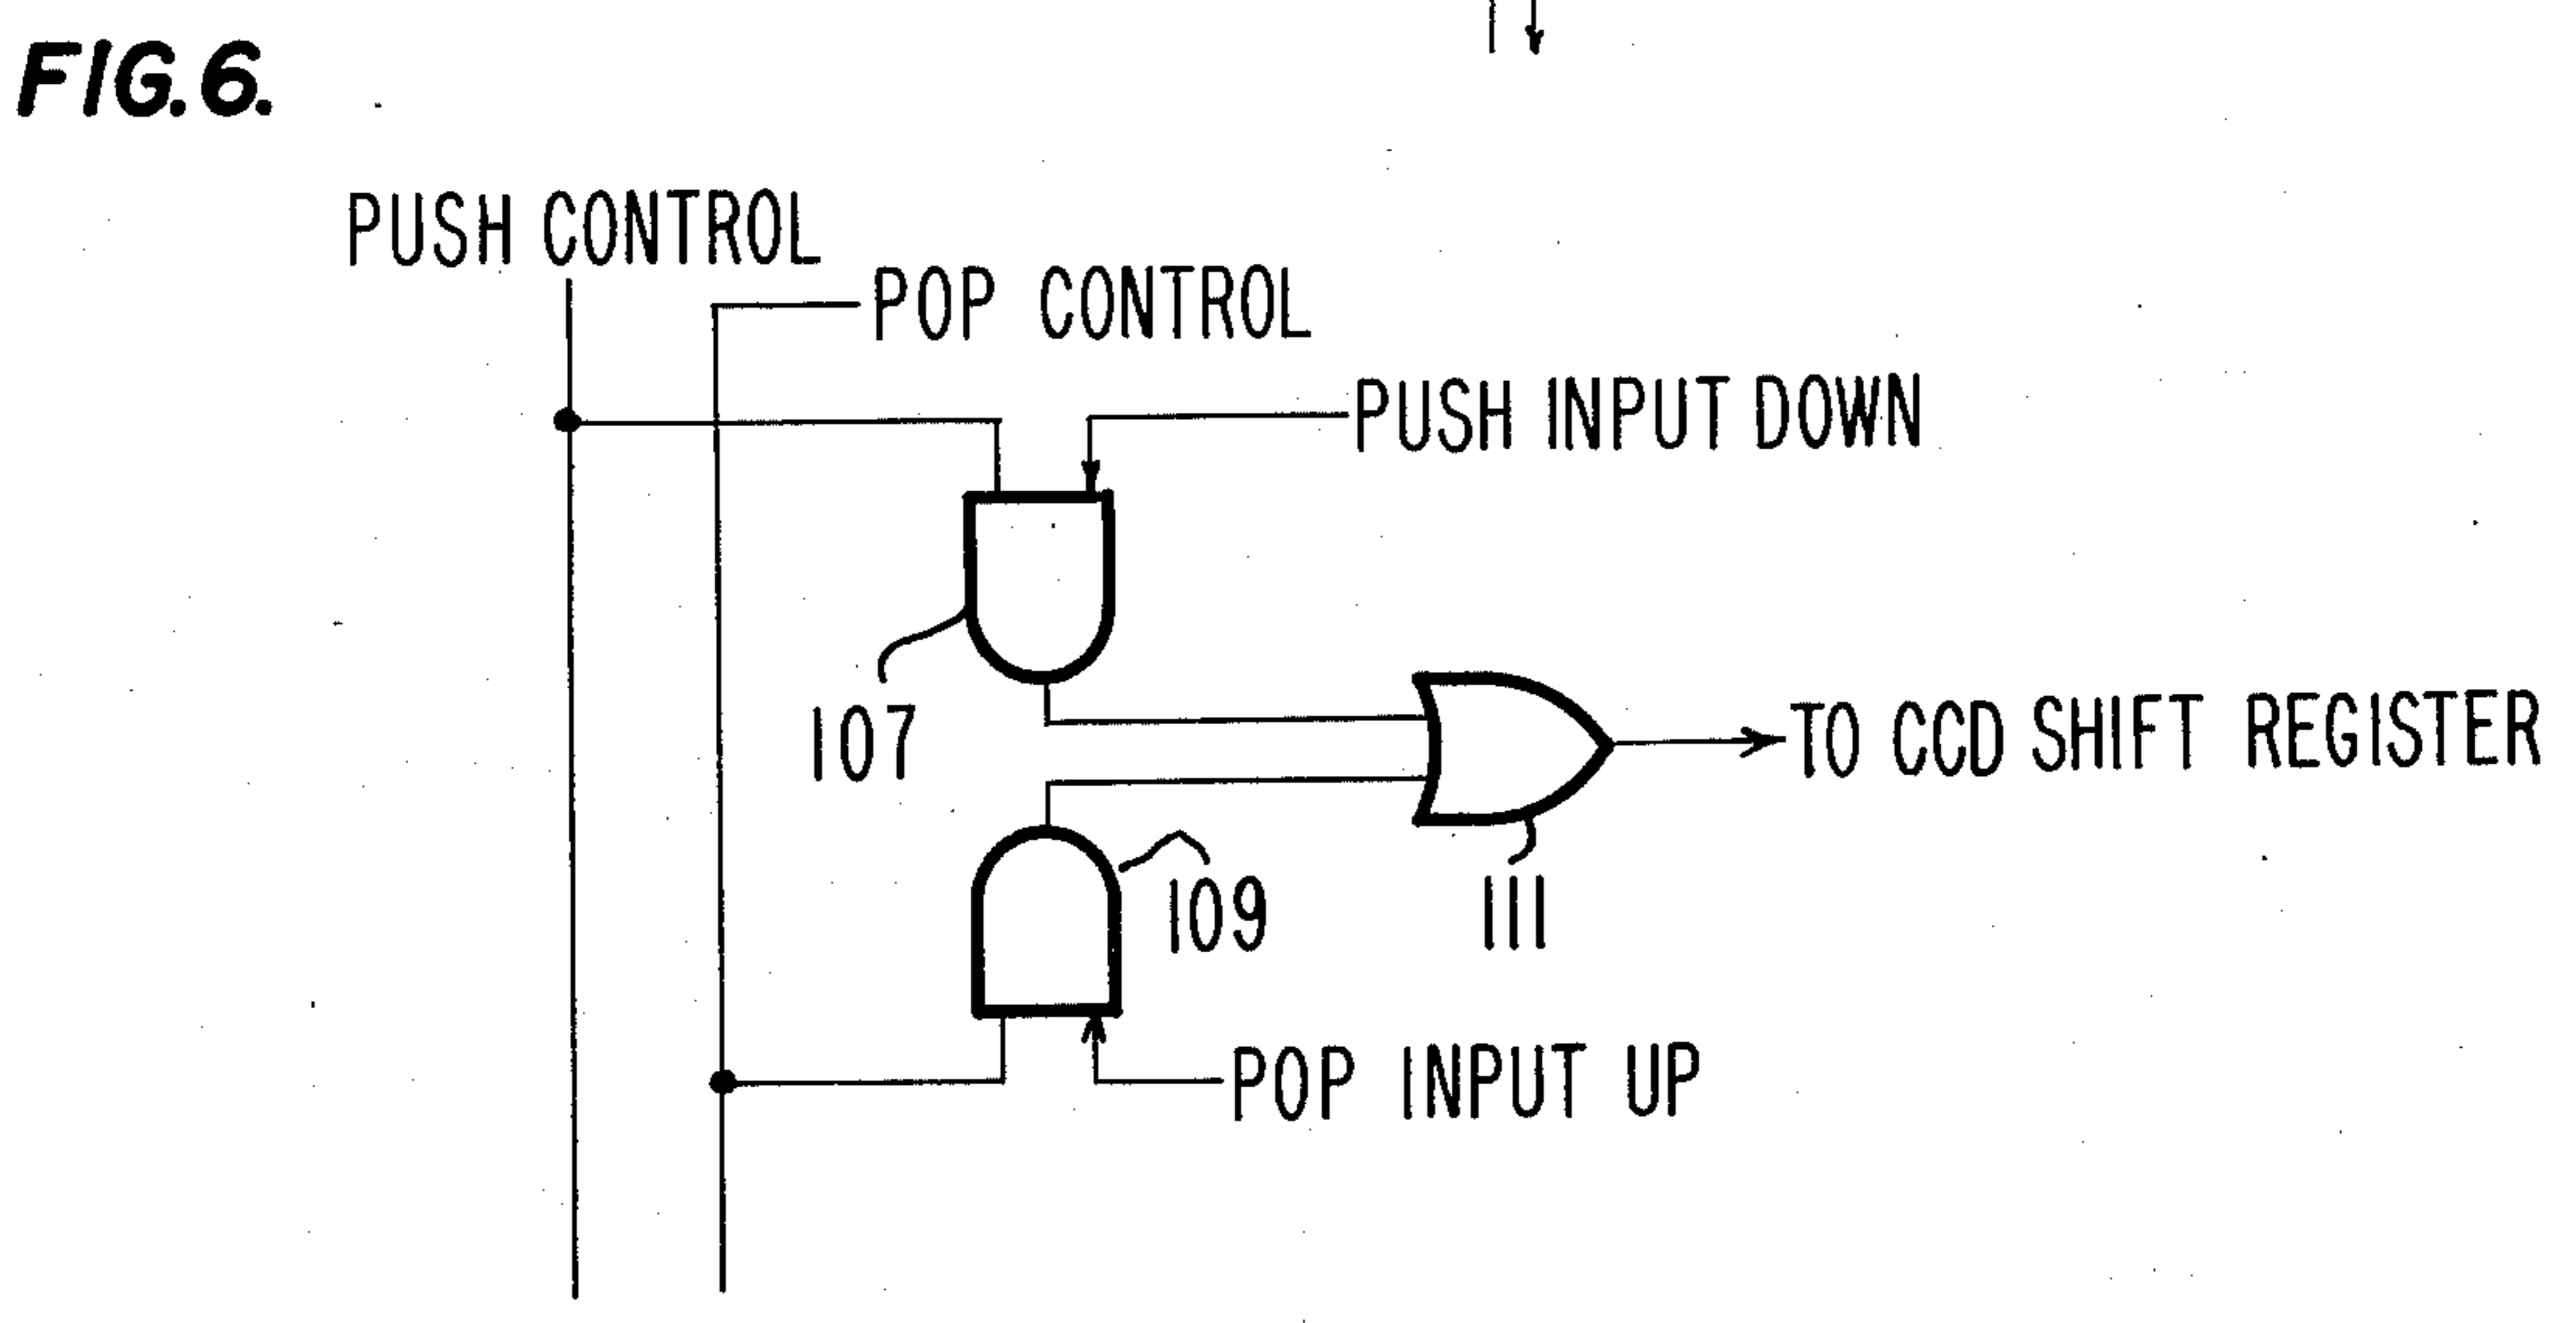 FIG.6.
PUSH CONTROL
POP CONTROL
PUSH INPUT DOWN
107
TO CCD SHIFT REGISTER
109
111
POP INPUT UP